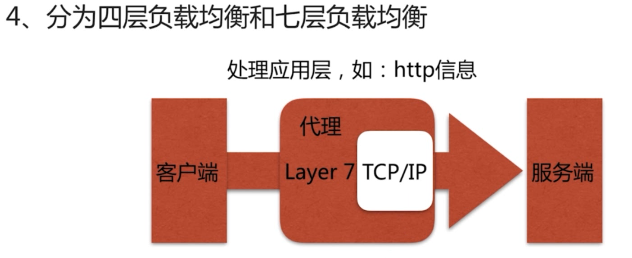 4、分为四层负载均衡和七层负载均衡
处理应用层，如：http信息
代理
客户端
Layer 7
TCP/IP
服务端